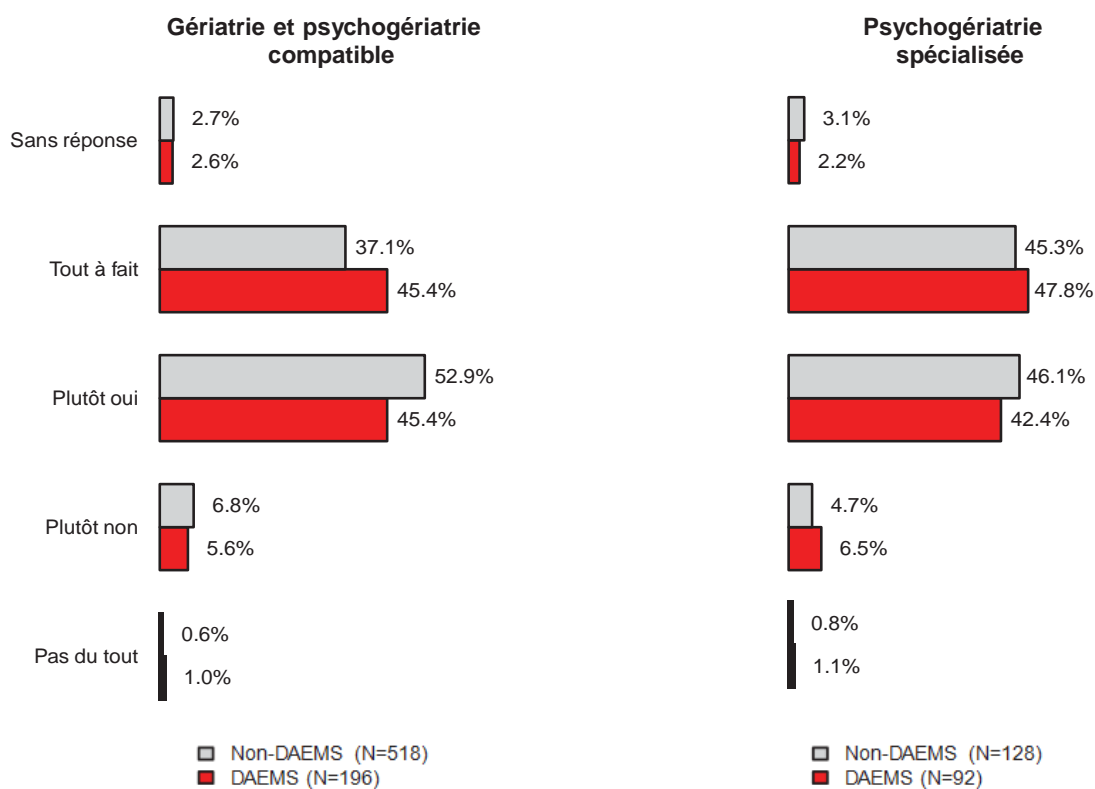 Gériatrie et psychogériatrie
compatible
Psychogériatrie
spécialisée
Sans réponse
2.7%
2.6%
3.1%
2.2%
Tout à fait
37.1%
45.4%
45.3%
47.8%
Plutôt oui
52.9%
45.4%
46.1%
42.4%
Plutôt non
6.8%
5.6%
4.7%
6.5%
Pas du tout
0.6%
1.0%
0.8%
1.1%
Non-DAEMS (N=518)
DAEMS (N=196)
Non-DAEMS (N=128)
DAEMS (N=92)